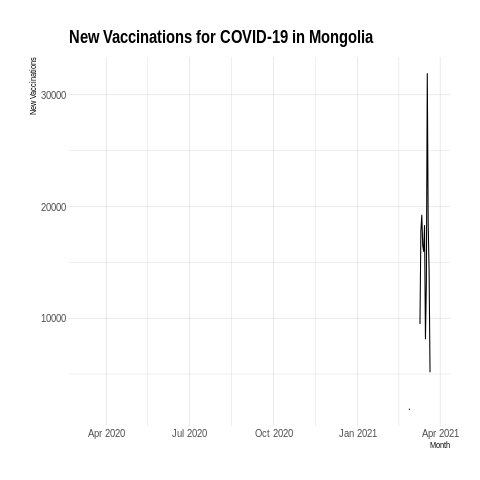 New Vaccinations for COVID-19 in Mongolia
New Vaccinations
30000
20000
10000
Apr 2020
Jul 2020
Oct 2020
Jan 2021
Apr 2021
Month